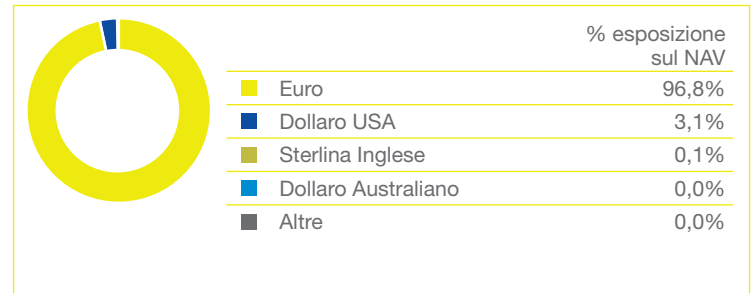 % esposizione
sul NAV
Euro 96,8%
Dollaro USA 3,1%
Sterlina Inglese 0,1%
Dollaro Australiano 0,0%
Altre 0,0%